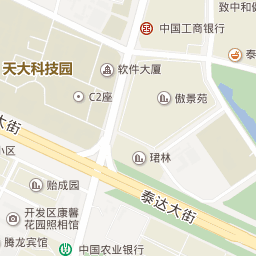 致中和
中国工商银行
泰
天大科技园
软件大厦
C2座
傲景苑
大街
小区
珺林
贻成园
泰达大街
开发区康馨
花园照相馆
腾龙宾馆
中国农业银行